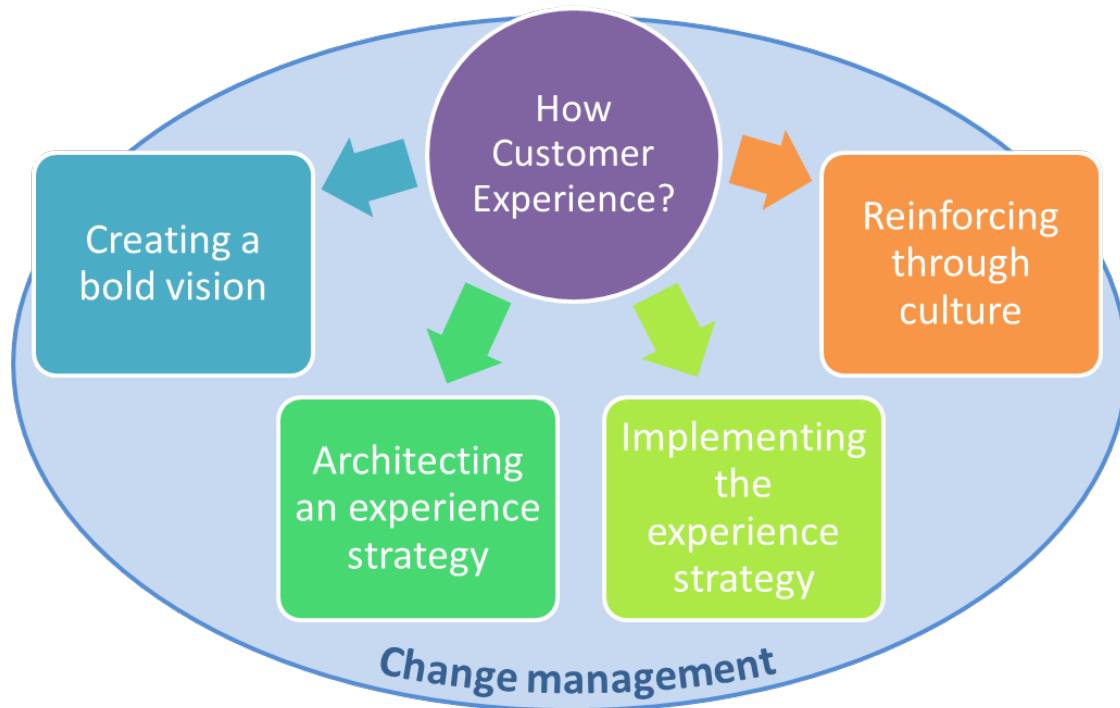 How
Customer
Experience?
Creating a
bold vision
Architecting
an experience
strategy
Implementing
the
experience
strategy
Reinforcing
through
culture
Change management